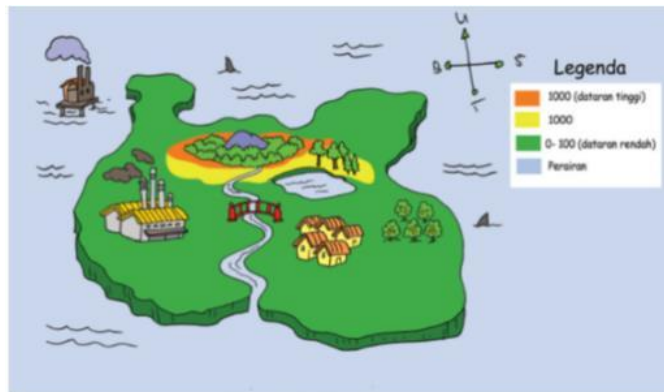 U
B S
T
Legenda
1000 (dataran tinggi)
1000
0-100 (dataran rendah)
Perairan